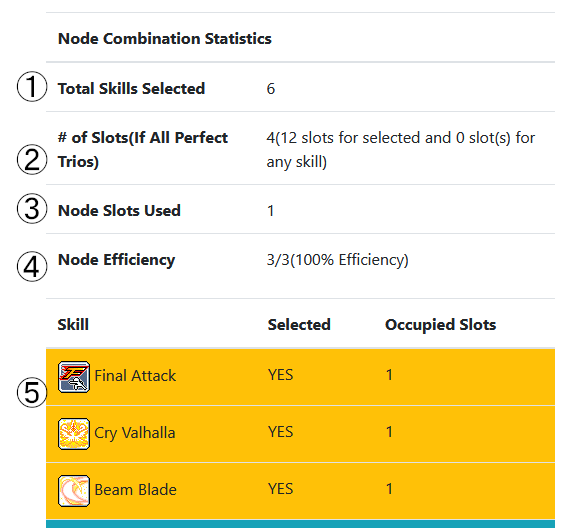 Node Combination Statistics
① Total Skills Selected 6
# of Slots(If All Perfect 4(12 slots for selected and 0 slot(s) for
② Trios) any skill)
③ Node Slots Used 1
④ Node Efficiency 3/3(100% Efficiency)
Skill Selected Occupied Slots
⑤ Final Attack YES 1
Cry Valhalla YES 1
Beam Blade YES 1